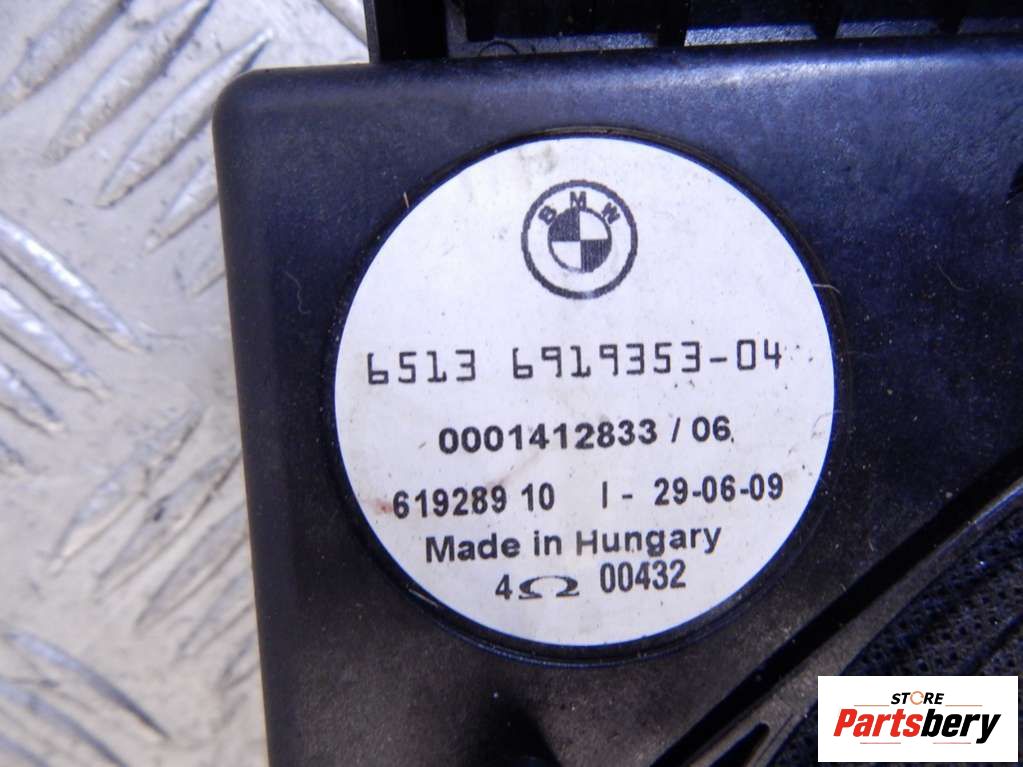 BMW
6513 6919353-04
0001412833 / 06
619289 10 I - 29-06-09
Made in Hungary
4Ω 00432
STORE
Partsbery